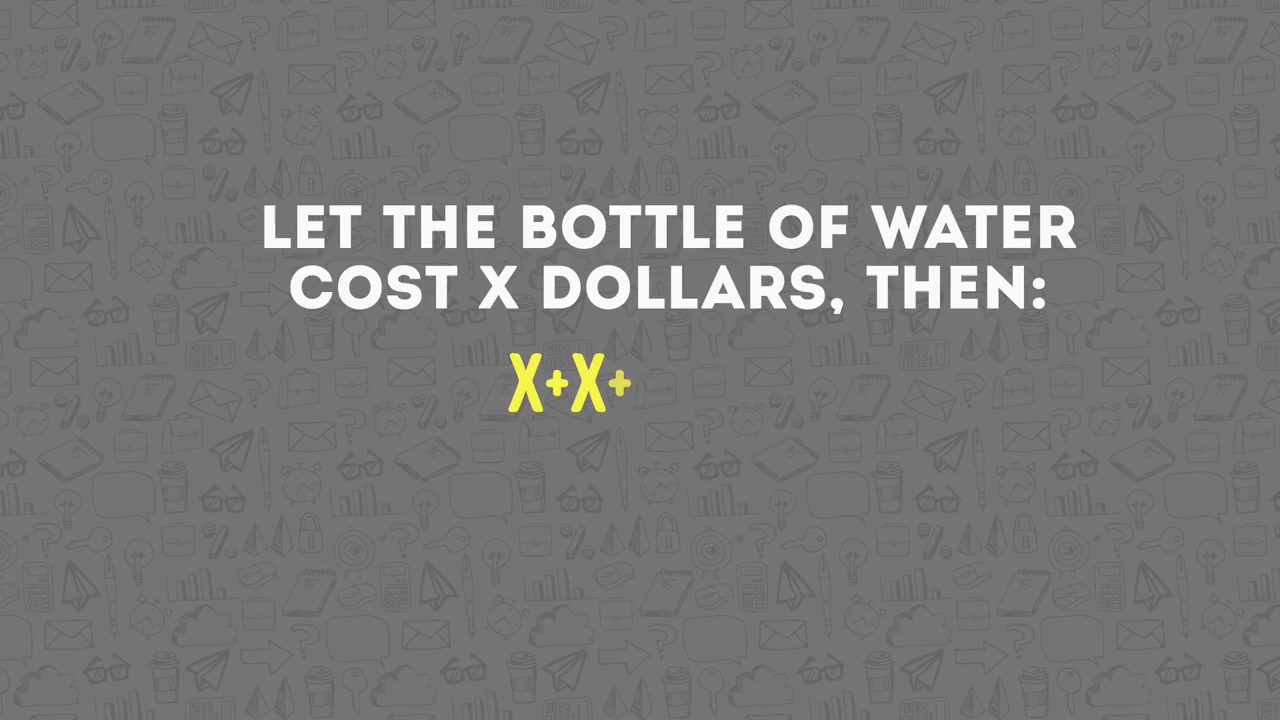 LET THE BOTTLE OF WATER
COST X DOLLARS, THEN:
X+X+